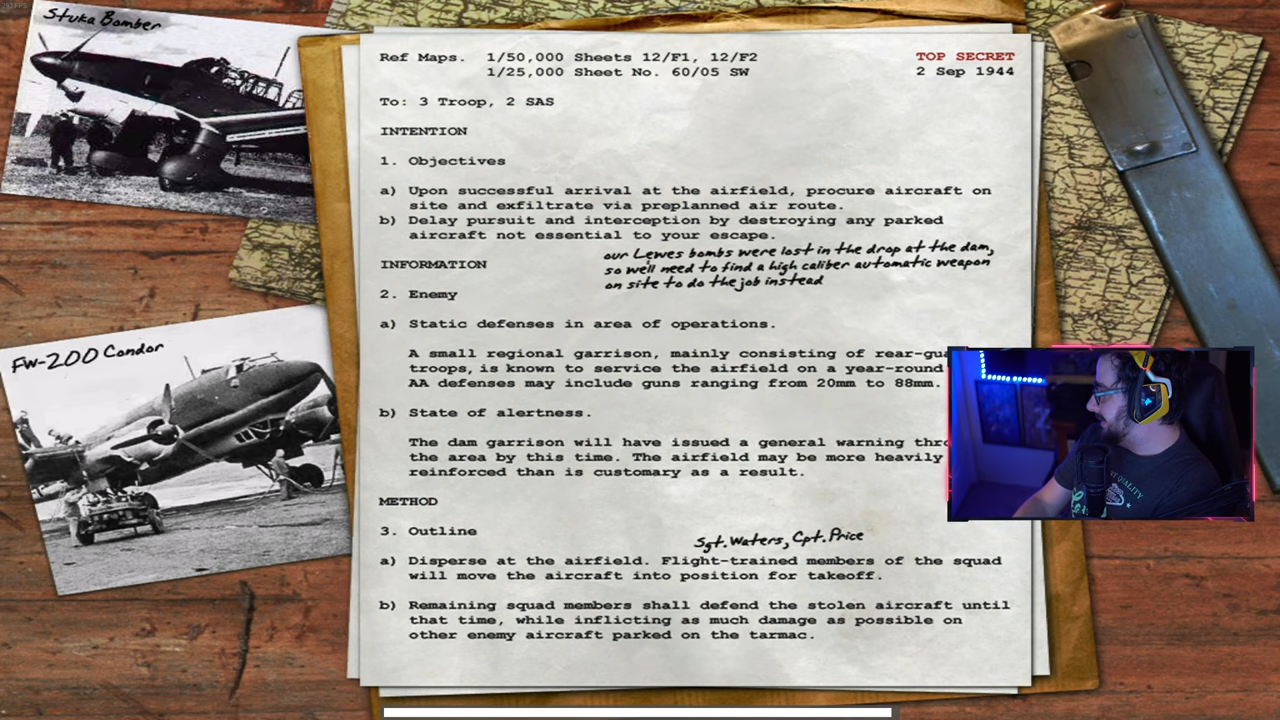 293 FPS
Stuka Bomber
Ref Maps. 1/50,000 Sheets 12/F1, 12/F2
TOP SECRET
1/25,000 Sheet No. 60/05 SW
2 Sep 1944
To: 3 Troop, 2 SAS
INTENTION
1. Objectives
a) Upon successful arrival at the airfield, procure aircraft on
site and exfiltrate via preplanned air route.
b) Delay pursuit and interception by destroying any parked
aircraft not essential to your escape.
our Lewes bombs were lost in the drop at the dam,
so we'll need to find a high caliber automatic weapon
on site to do the job instead
INFORMATION
2. Enemy
a) Static defenses in area of operations.
FW-200 Condor
A small regional garrison, mainly consisting of rear-gua
troops, is known to service the airfield on a year-round
AA defenses may include guns ranging from 20mm to 88mm.
b) State of alertness.
The dam garrison will have issued a general warning thro
the area by this time. The airfield may be more heavily
reinforced than is customary as a result.
QUALITY
METHOD
3. Outline
Sgt. Waters, Cpt. Price
a) Disperse at the airfield. Flight-trained members of the squad
will move the aircraft into position for takeoff.
b) Remaining squad members shall defend the stolen aircraft until
that time, while inflicting as much damage as possible on
other enemy aircraft parked on the tarmac.